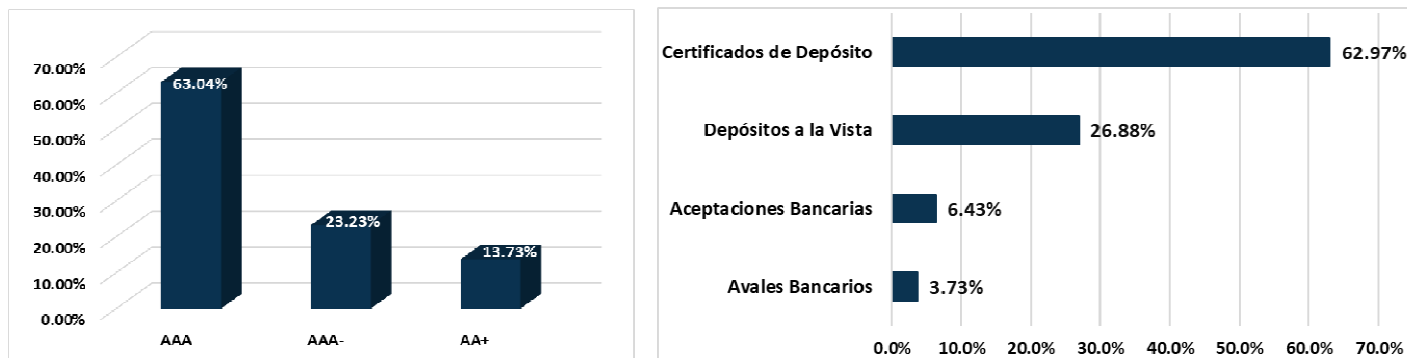 70.00%
60.00%
50.00%
40.00%
30.00%
20.00%
10.00%
0.00%
63.04%
23.23%
13.73%
AAA
AAA-
AA+
Certificados de Depósito
62.97%
Depósitos a la Vista
26.88%
Aceptaciones Bancarias
6.43%
Avales Bancarios
3.73%
0.0% 10.0% 20.0% 30.0% 40.0% 50.0% 60.0% 70.0%